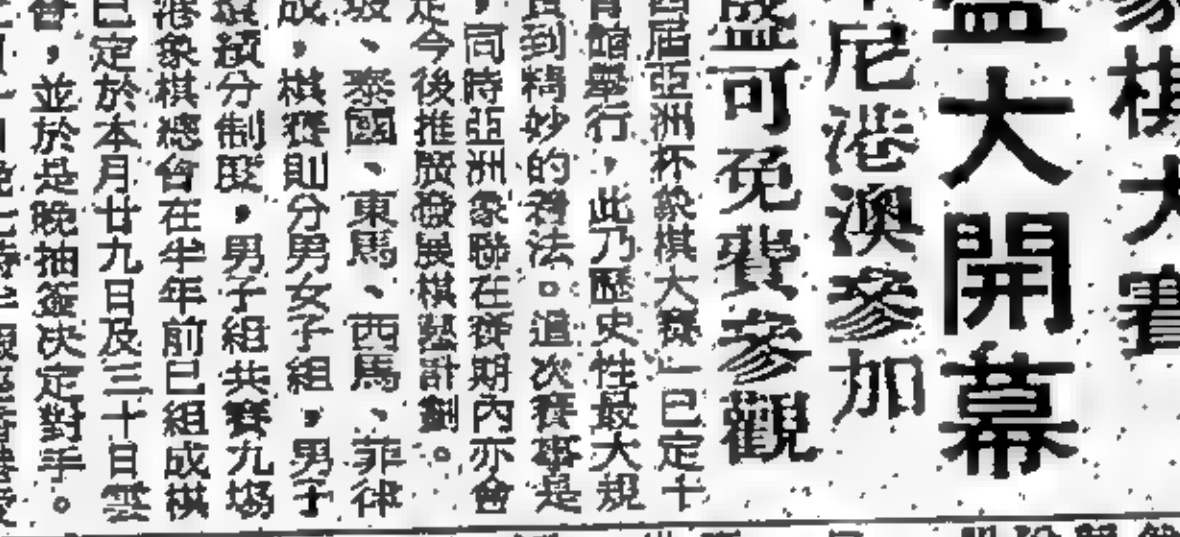 象棋大賽
盃大開幕
尼港澳參加
盛可免費參觀
四屆亞洲杯象棋大賽」已定十
育館舉行，此乃歷史性最大規
賞到精妙的着法。這次賽事是
，同時亞洲象聯在賽期內亦會
定今後推廣發展棋藝計劃。
坡、泰國、東馬、西馬、菲律
成，棋賽則分男女子組，男子
積分制度，男子組共賽九場
港象棋總會在半年前已組成棋
已定於本月廿九日及三十日雲
會，並於是晚抽簽决定對手。